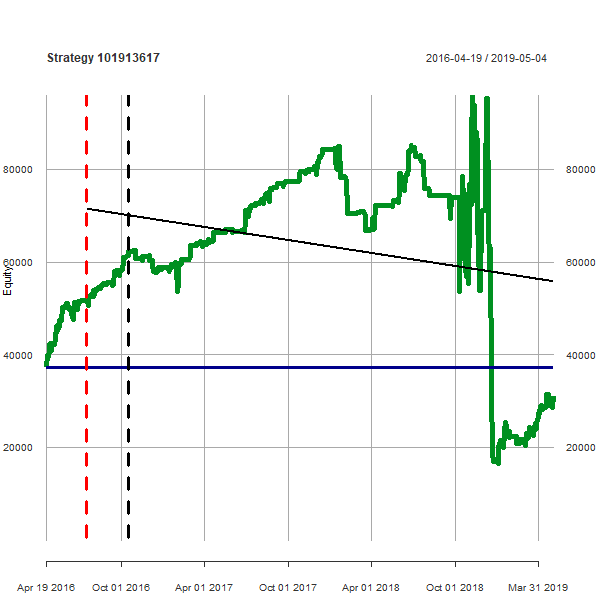 Strategy 101913617 2016-04-19 / 2019-05-04
80000 80000
60000 60000
Equity
40000 40000
20000 20000
Apr 19 2016 Oct 01 2016 Apr 01 2017 Oct 01 2017 Apr 01 2018 Oct 01 2018 Mar 31 2019